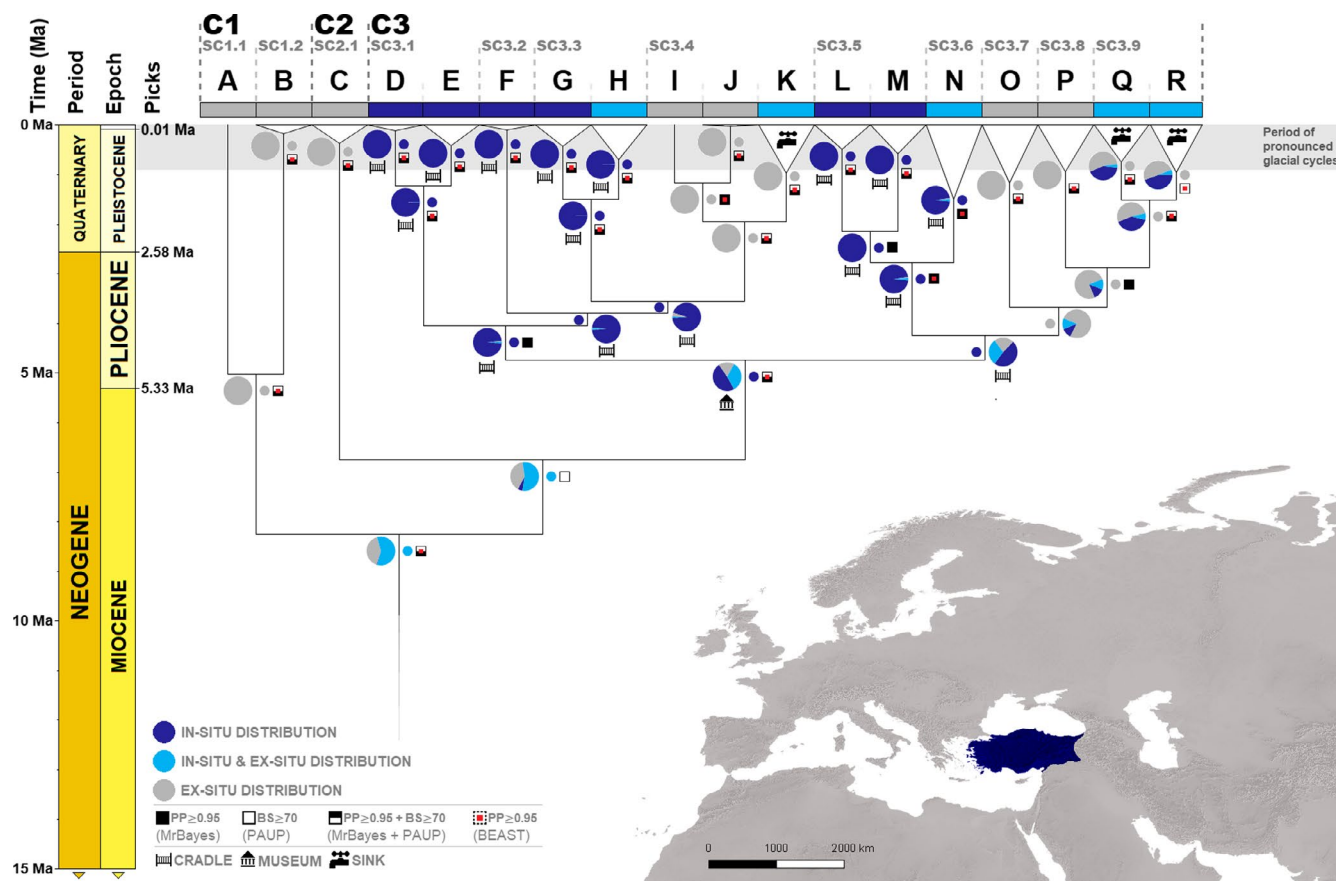 C1 C2 C3
SC1.1 SC1.2 SC2.1 SC3.1 SC3.2 SC3.3 SC3.4 SC3.5 SC3.6 SC3.7 SC3.8 SC3.9
Time (Ma) Period Epoch Picks
A B C D E F G H I J K L M N O P Q R
0 Ma
0.01 Ma
Period of
pronounced
glacial cycles
QUATERNARY
PLEISTOCENE
2.58 Ma
PLIOCENE
5 Ma
5.33 Ma
NEOGENE
MIOCENE
10 Ma
IN-SITU DISTRIBUTION
IN-SITU & EX-SITU DISTRIBUTION
EX-SITU DISTRIBUTION
PP≥0.95 BS≥70 PP≥0.95 + BS≥70 PP≥0.95
(MrBayes) (PAUP) (MrBayes + PAUP) (BEAST)
CRADLE MUSEUM SINK
15 Ma
0 1000 2000 km